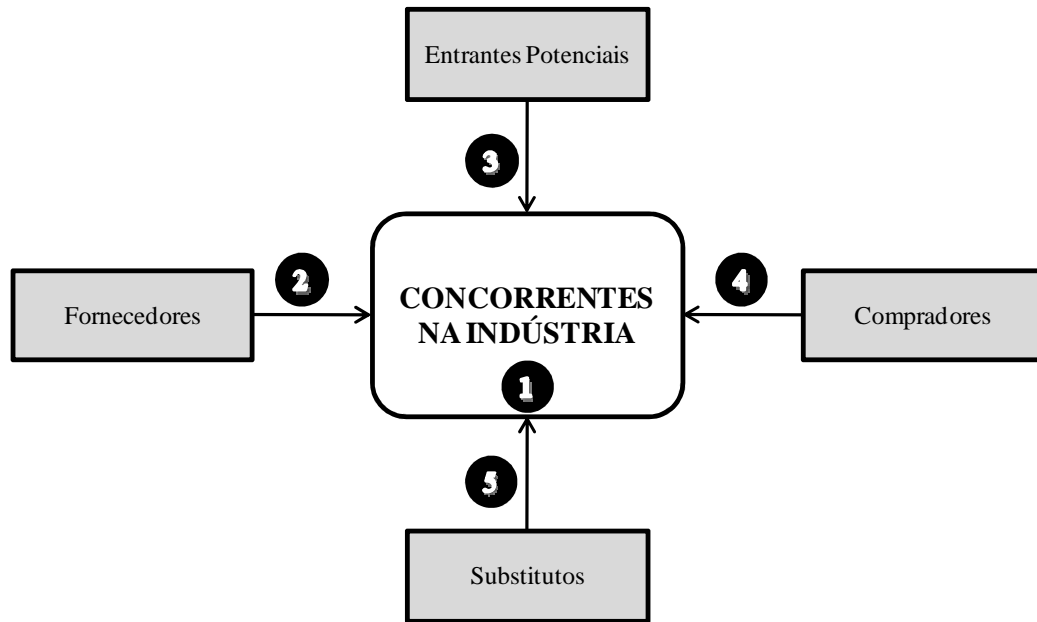 Entrantes Potenciais
3
Fornecedores
2
CONCORRENTES
NA INDÚSTRIA
1
4
Compradores
5
Substitutos